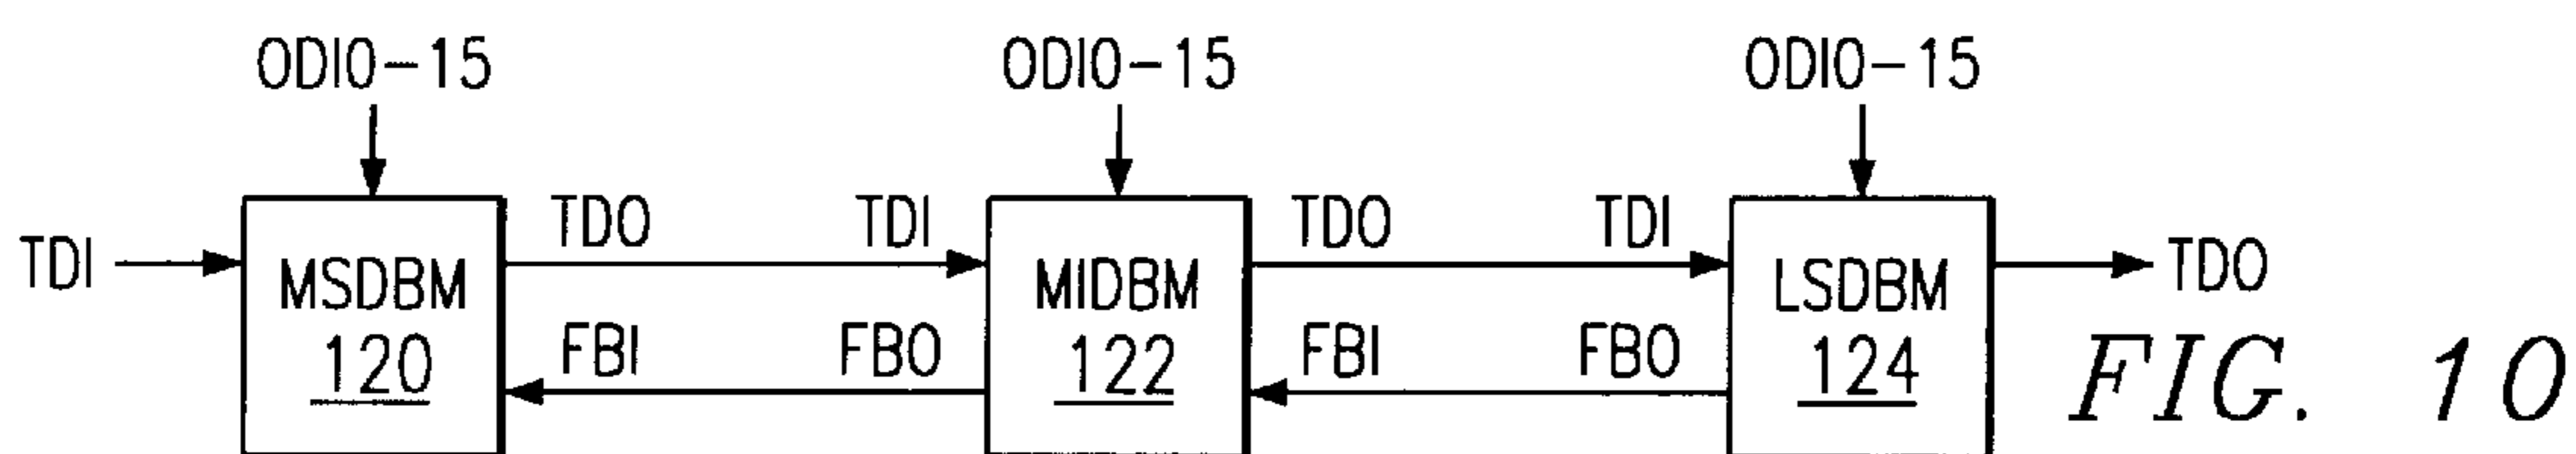 ODI0-15 ODI0-15 ODI0-15
TDI TDO TDI TDO TDI TDO
MSDBM MIDBM LSDBM
120 FBI FBO 122 FBI FBO 124
FIG. 10